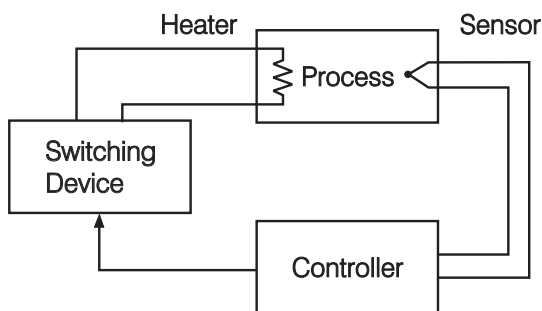 Heater
Sensor
Process
Switching
Device
Controller